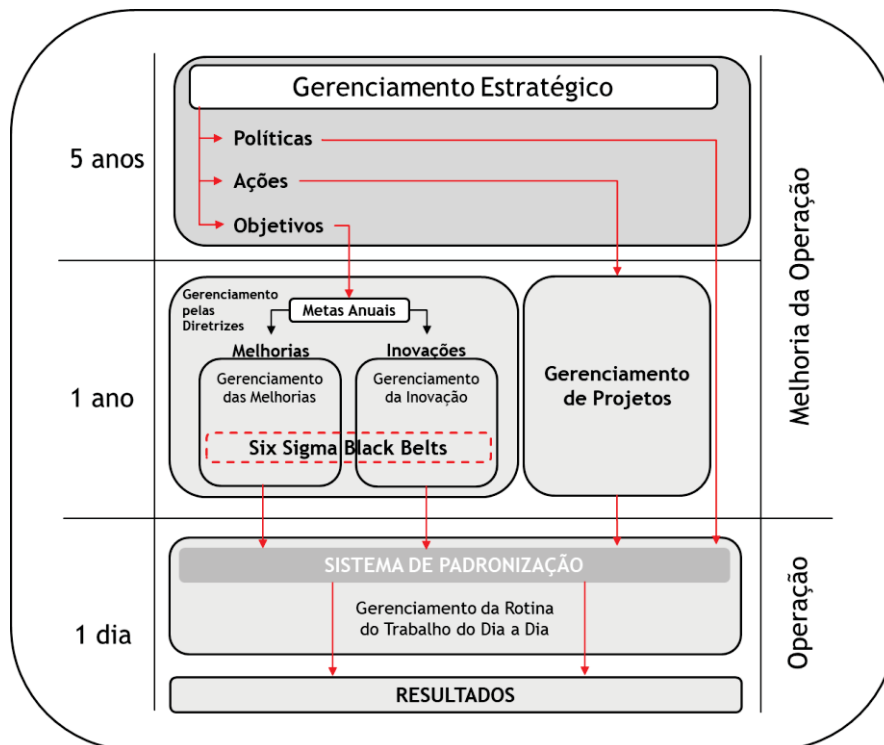 Gerenciamento Estratégico
5 anos
Políticas
Ações
Objetivos
Melhoria da Operação
1 ano
Gerenciamento
pelas
Diretrizes
Metas Anuais
Melhorias
Inovações
Gerenciamento
das Melhorias
Gerenciamento
da Inovação
Six Sigma Black Belts
Gerenciamento
de Projetos
1 dia
SISTEMA DE PADRONIZAÇÃO
Gerenciamento da Rotina
do Trabalho do Dia a Dia
Operação
RESULTADOS